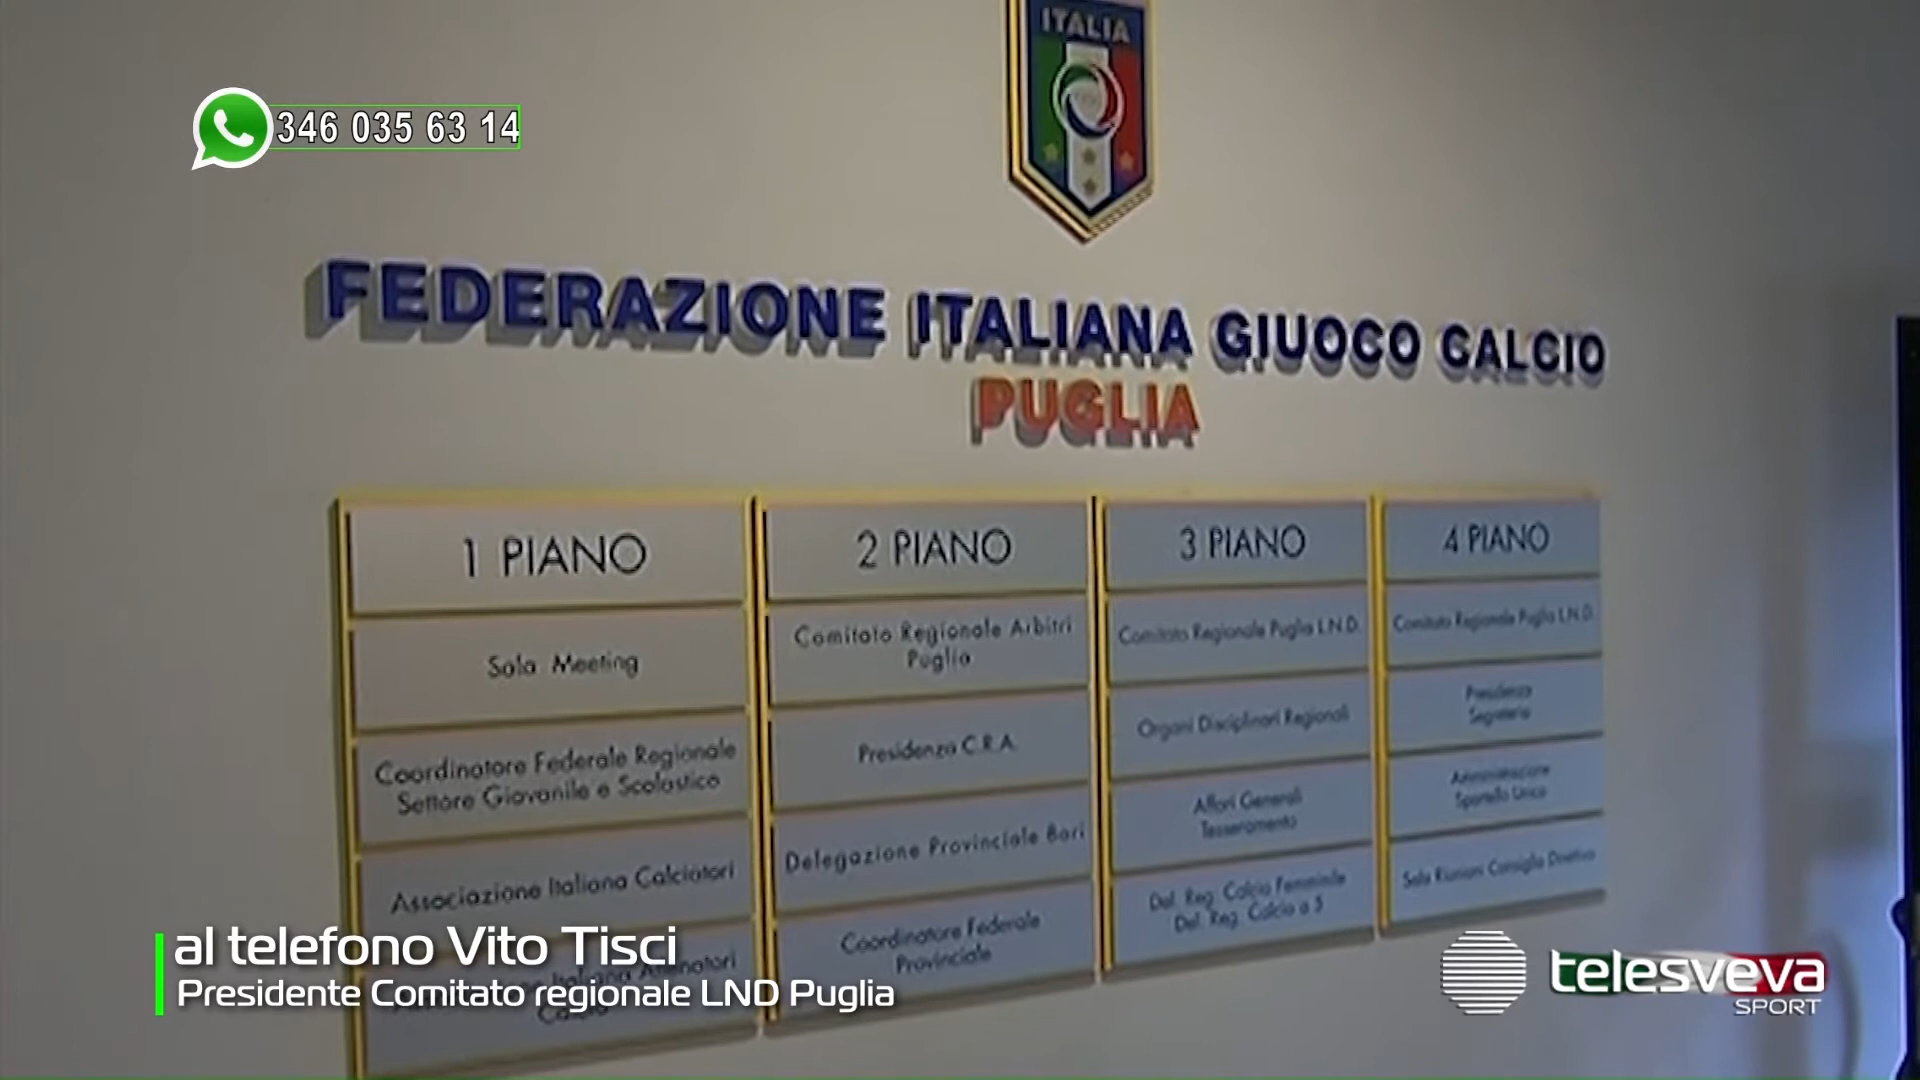 ITALIA
346 035 63 14
FEDERAZIONE ITALIANA GIUOCO CALCIO
PUGLIA
1 PIANO
Sala Meeting
Coordinatore Federale Regionale
Settore Giovanile e Scolastico
Associazione Italiana Calciatori
2 PIANO
Comitato Regionale Arbitri
Puglia
Presidenza C.R.A.
Delegazione Provinciale Bari
Coordinatore Federale
Provinciale
3 PIANO
Comitato Regionale Puglia L.N.D.
Organi Disciplinari Regionali
Affari Generali
Tesseramento
Del. Reg. Calcio Femminile
Del. Reg. Calcio a 5
4 PIANO
Comitato Regionale Puglia L.N.D.
Presidenza
Segreteria
Amministrazione
Sportello Unico
Sala Riunioni Consiglio Direttivo
al telefono Vito Tisci
Presidente Comitato regionale LND Puglia
telesveva
SPORT